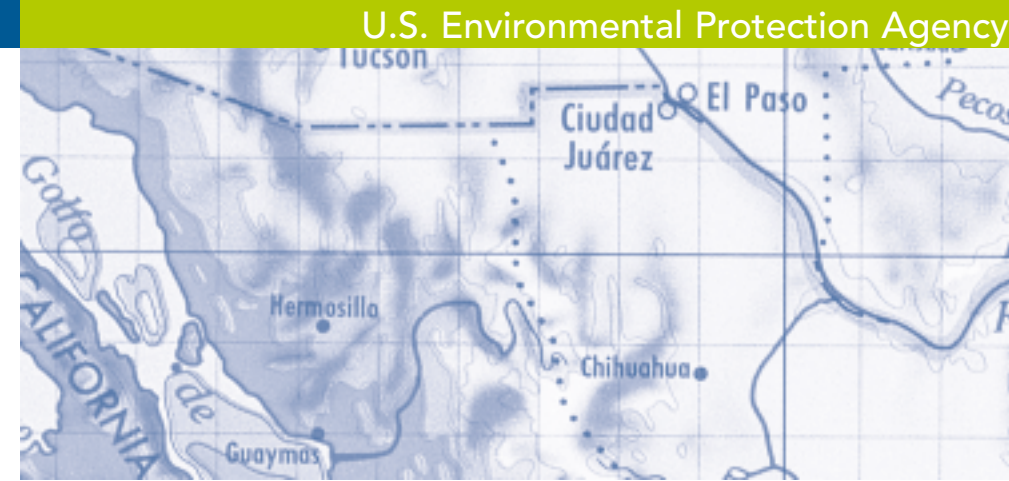 U.S. Environmental Protection Agency
Tucson
El Paso
Ciudad
Juárez
Pecos
Golfo
Hermosillo
CALIFORNIA
de
Chihuahua
Guaymas